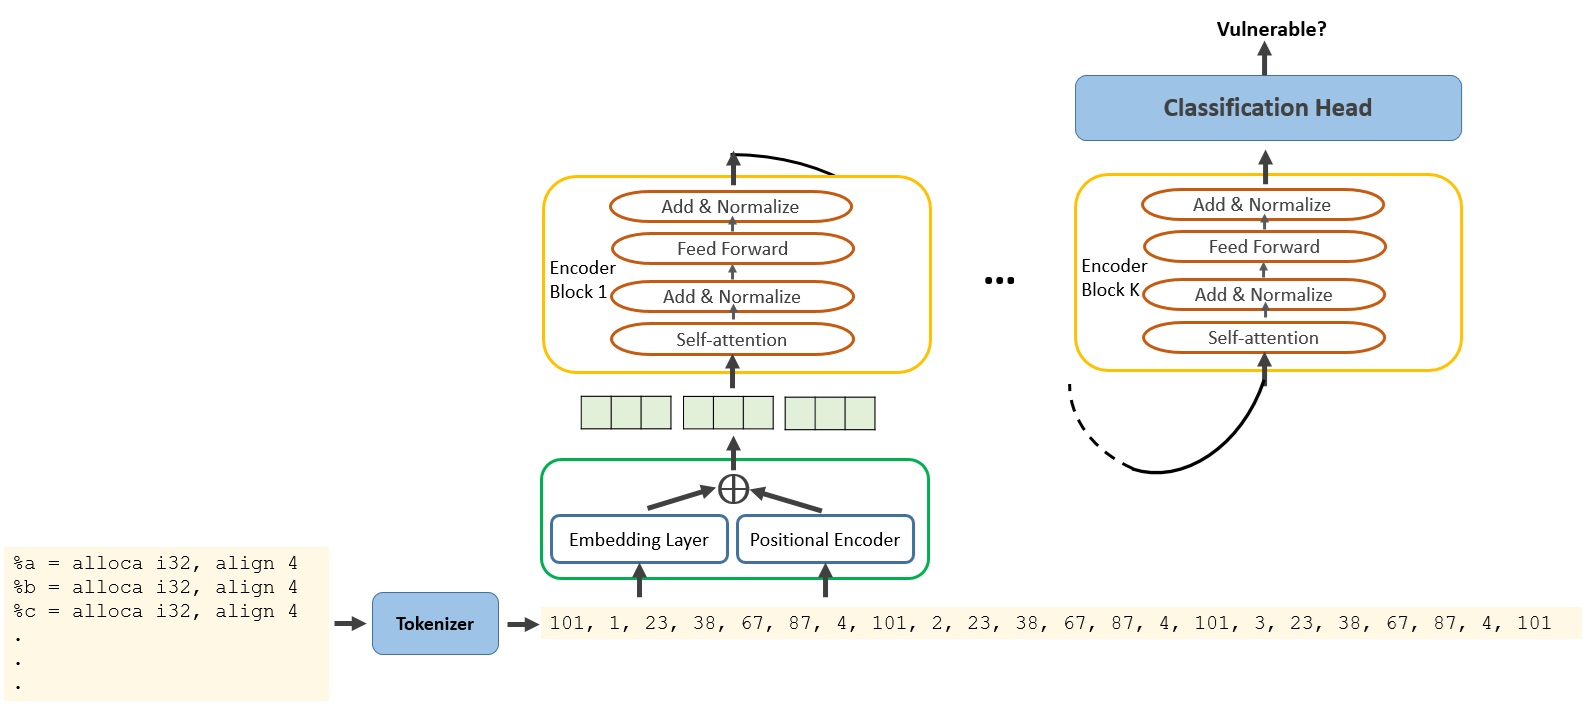 Vulnerable?
Classification Head
Add & Normalize
Feed Forward
Encoder
Block 1
Add & Normalize
Self-attention
...
Add & Normalize
Feed Forward
Encoder
Block K
Add & Normalize
Self-attention
Embedding Layer
Positional Encoder
%a = alloca i32, align 4
%b = alloca i32, align 4
%c = alloca i32, align 4
.
.
.
Tokenizer
101, 1, 23, 38, 67, 87, 4, 101, 2, 23, 38, 67, 87, 4, 101, 3, 23, 38, 67, 87, 4, 101